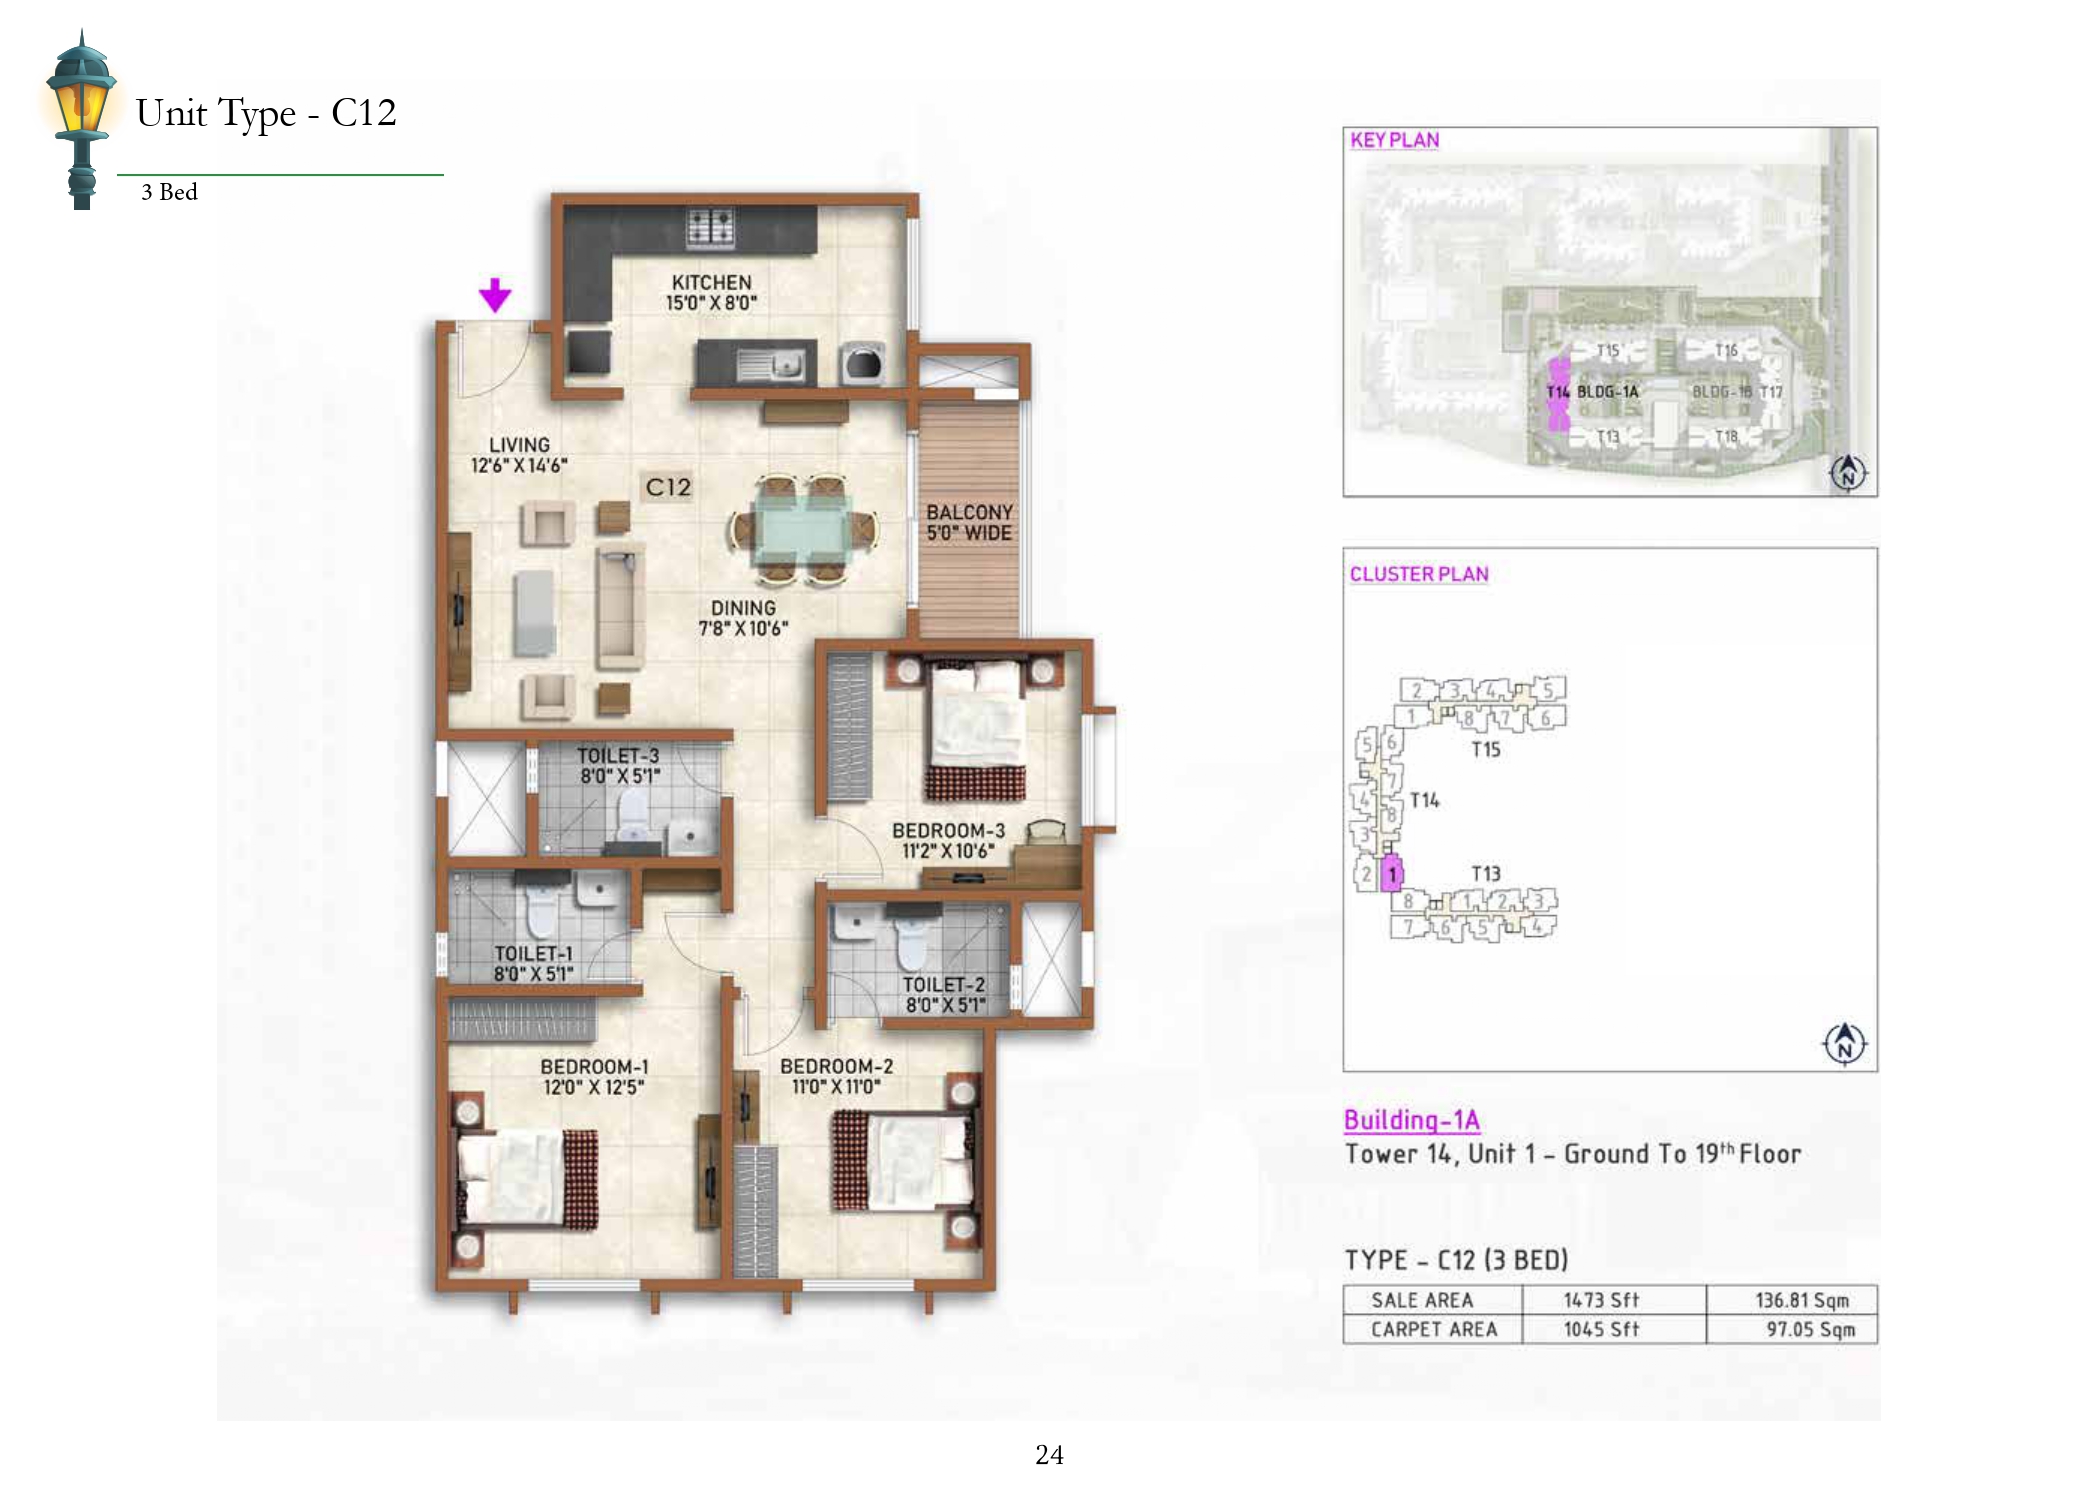 Unit Type - C12
3 Bed
KITCHEN
15'0" X 8'0"
LIVING
12'6" X 14'6"
C12
BALCONY
5'0" WIDE
DINING
7'8" X 10'6"
TOILET-3
8'0" X 5'1"
BEDROOM-3
11'2" X 10'6"
TOILET-1
8'0" X 5'1"
TOILET-2
8'0" X 5'1"
BEDROOM-1
12'0" X 12'5"
BEDROOM-2
11'0" X 11'0"
KEY PLAN
T15
T16
T14 BLDG-1A
BLDG-1B T17
T13
T18
N
CLUSTER PLAN
2 3 4 5
1 8 7 6
T15
5 6
7
4
T14
8
3
2 1
T13
8 1 2 3
7 6 5 4
N
Building-1A
Tower 14, Unit 1 - Ground To 19th Floor
TYPE - C12 (3 BED)
SALE AREA 1473 Sft 136.81 Sqm
CARPET AREA 1045 Sft 97.05 Sqm
24